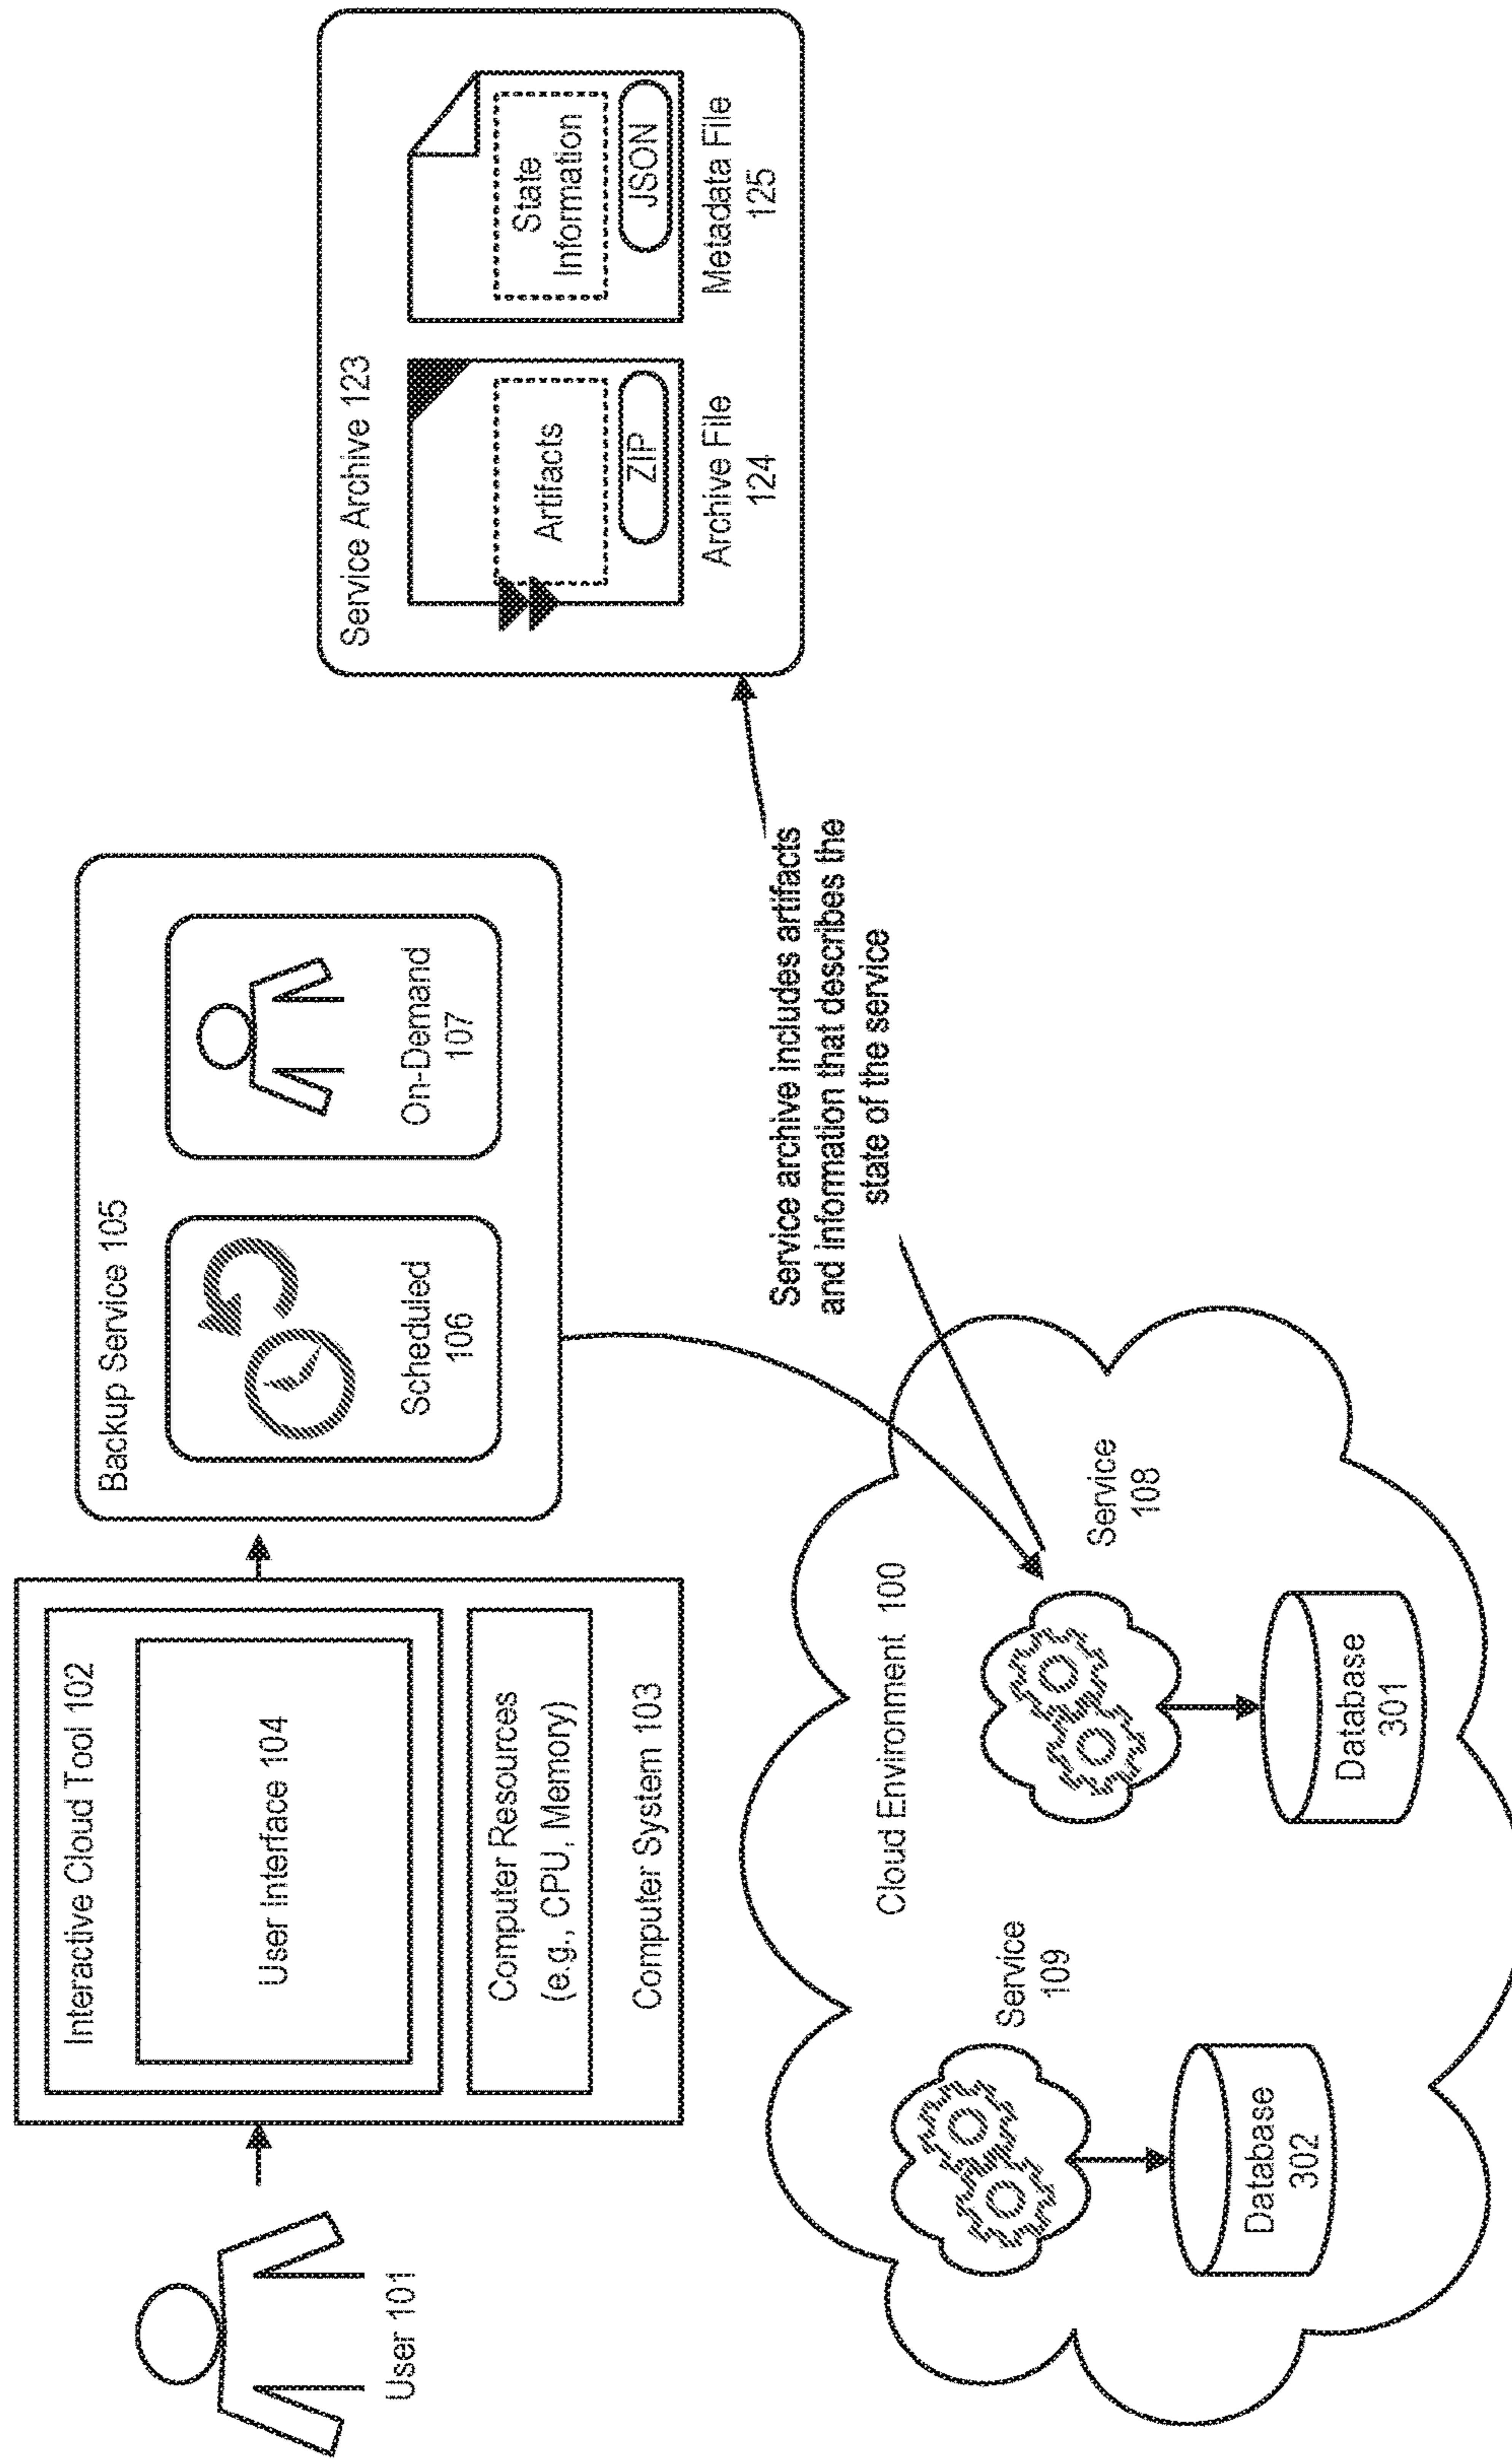 User 101
Interactive Cloud Tool 102
User Interface 104
Computer Resources
(e.g., CPU, Memory)
Computer System 103
Backup Service 105
Scheduled
106
On-Demand
107
Service Archive 123
Artifacts
ZIP
Archive File
124
State
Information
JSON
Metadata File
125
Service archive includes artifacts
and information that describes the
state of the service
Cloud Environment 100
Service
109
Database
302
Service
108
Database
301